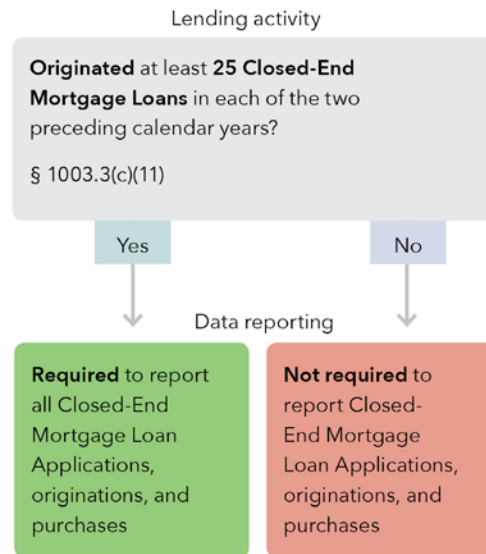 Lending activity
Originated at least 25 Closed-End
Mortgage Loans in each of the two
preceding calendar years?
§ 1003.3(c)(11)
Yes
No
Data reporting
Required to report
all Closed-End
Mortgage Loan
Applications,
originations, and
purchases
Not required to
report Closed-
End Mortgage
Loan Applications,
originations, and
purchases